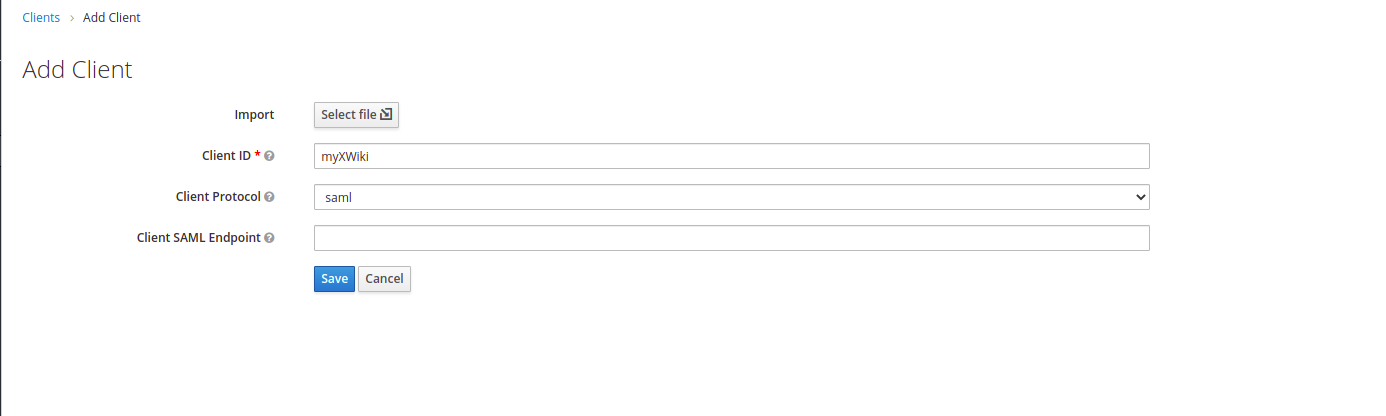 Clients › Add Client
Add Client
Import Select file
Client ID * myXWiki
Client Protocol saml
Client SAML Endpoint
Save Cancel